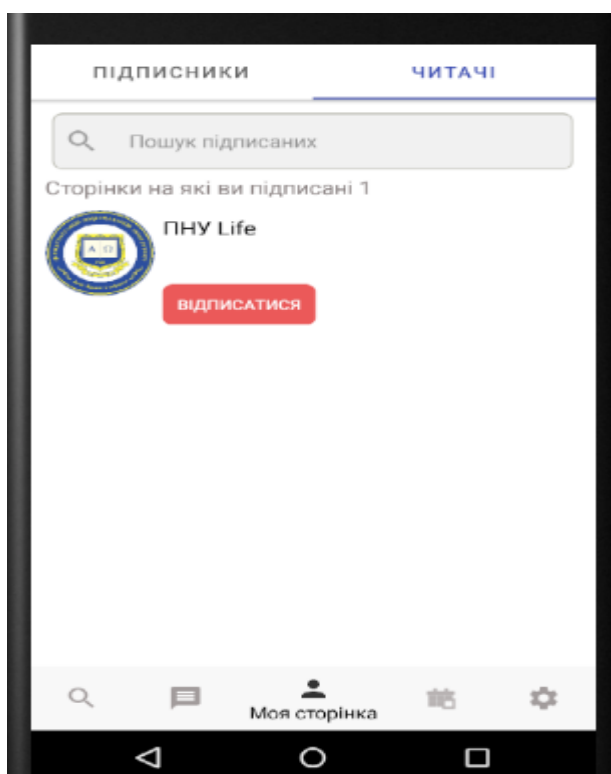 ПІДПИСНИКИ ЧИТАЧІ
Пошук підписаних
Сторінки на які ви підписані 1
ПНУ Life
ВІДПИСАТИСЯ
Моя сторінка